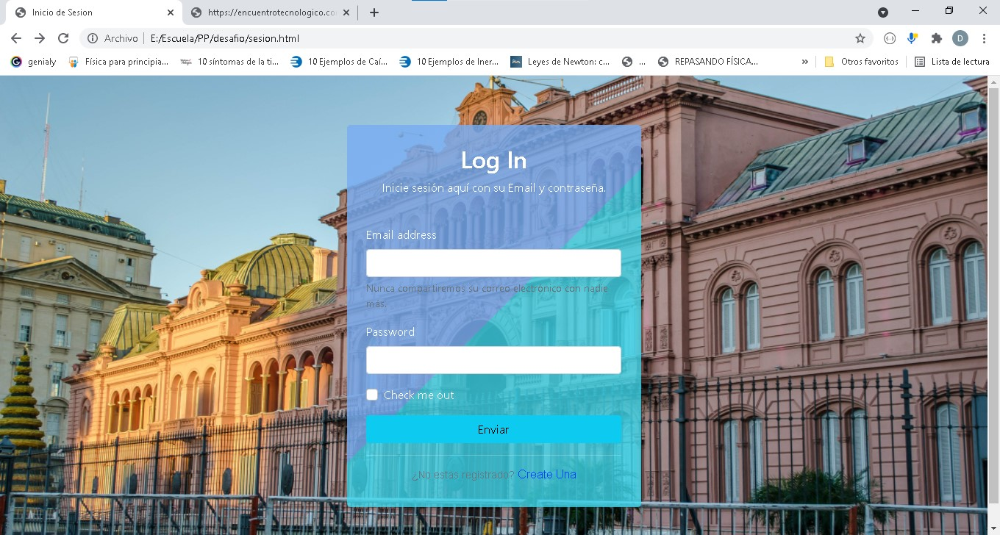 Inicio de Sesion
https://encuentrotecnologico.co
Archivo | E:/Escuela/PP/desafio/sesion.html
D
genialy
Física para principia...
10 síntomas de la ti...
10 Ejemplos de Caí...
10 Ejemplos de Iner...
Leyes de Newton: c...
...
REPASANDO FÍSICA...
»
Otros favoritos
Lista de lectura
Log In
Inicie sesión aquí con su Email y contraseña.
Email address
Nunca compartiremos su correo electrónico con nadie
más.
Password
Check me out
Enviar
¿No estas registrado? Create Una